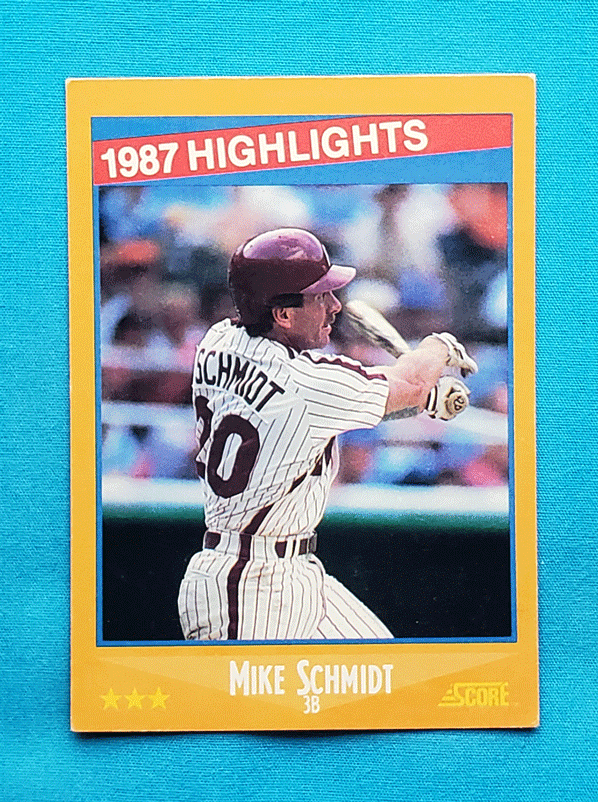 1987 HIGHLIGHTS
SCHMIDT
20
MIKE SCHMIDT
3B
SCORE